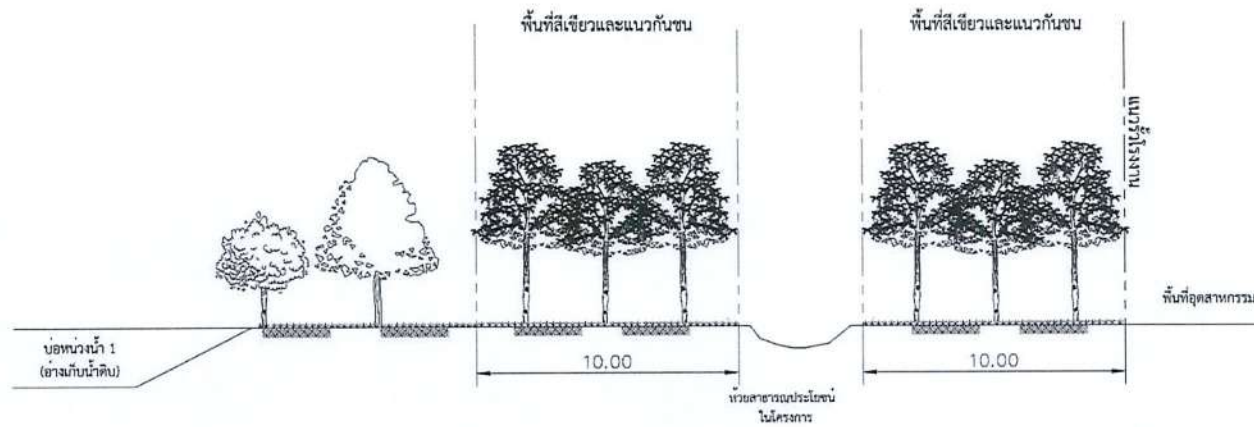 พื้นที่สีเขียวและแนวกันชน
พื้นที่สีเขียวและแนวกันชน
แนวรั้วโรงงาน
พื้นที่อุตสาหกรรม
บ่อหน่วงน้ำ 1
(อ่างเก็บน้ำดิบ)
10.00
10.00
ห้วยสาธารณประโยชน์
ในโครงการ